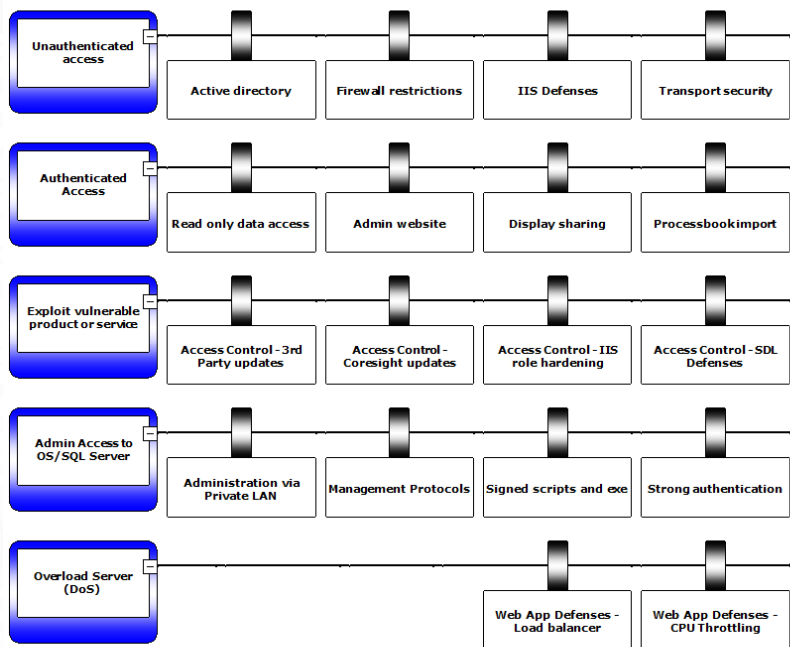 Unauthenticated
access
Active directory
Firewall restrictions
IIS Defenses
Transport security
Authenticated
Access
Read only data access
Admin website
Display sharing
Processbook import
Exploit vulnerable
product or service
Access Control - 3rd
Party updates
Access Control -
Coresight updates
Access Control - IIS
role hardening
Access Control - SDL
Defenses
Admin Access to
OS/SQL Server
Administration via
Private LAN
Management Protocols
Signed scripts and exe
Strong authentication
Overload Server
(DoS)
Web App Defenses -
Load balancer
Web App Defenses -
CPU Throttling